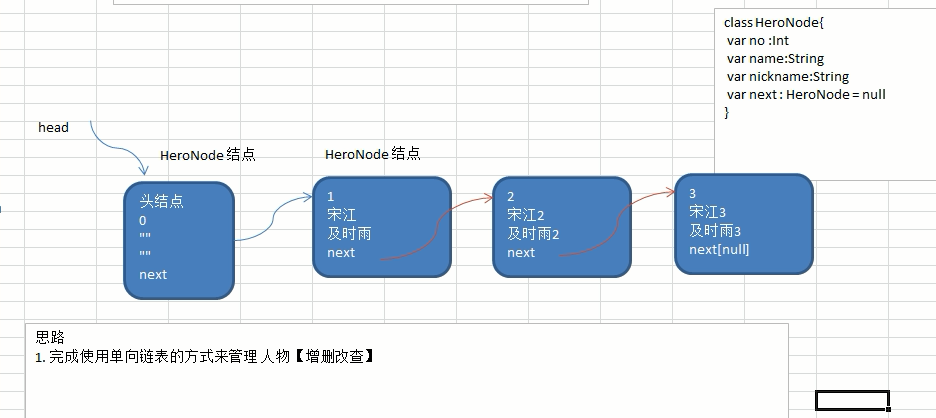 class HeroNode{
var no :Int
var name:String
var nickname:String
var next : HeroNode = null
}
head
HeroNode 结点
HeroNode 结点
头结点
0
""
""
next
1
宋江
及时雨
next
2
宋江2
及时雨2
next
3
宋江3
及时雨3
next[null]
思路
1. 完成使用单向链表的方式来管理 人物【增删改查】